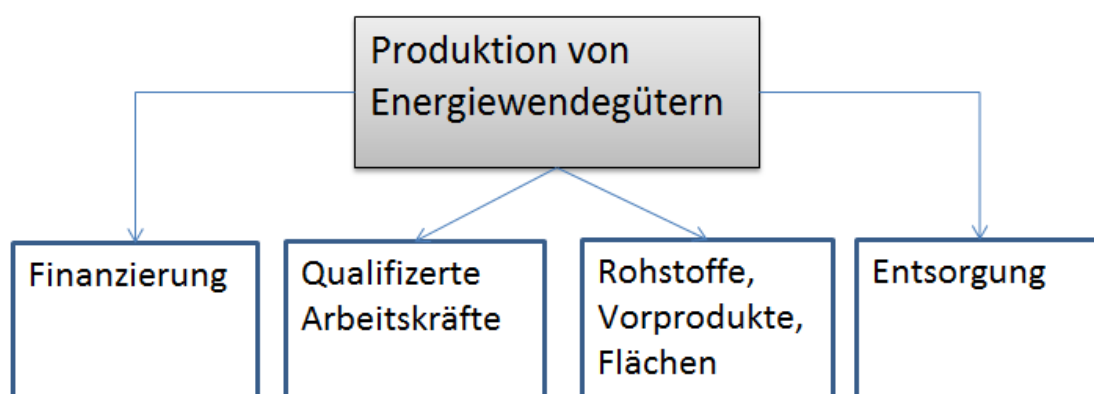 Produktion von
Energiewendegütern
Finanzierung
Qualifizerte
Arbeitskräfte
Rohstoffe,
Vorprodukte,
Flächen
Entsorgung